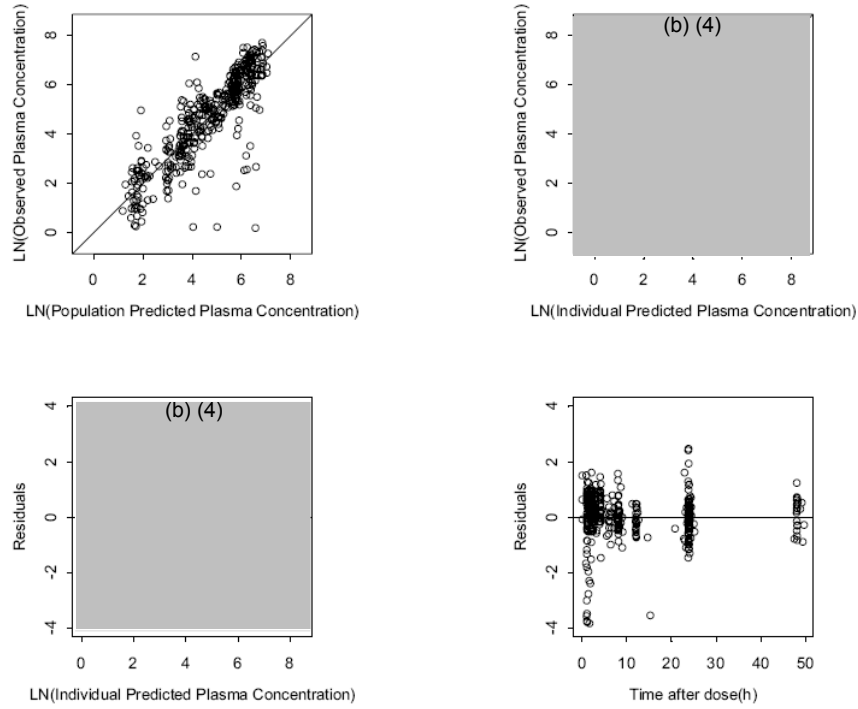 LN(Observed Plasma Concentration)
8
6
4
2
0
0 2 4 6 8
LN(Population Predicted Plasma Concentration)
(b) (4)
LN(Observed Plasma Concentration)
8
6
4
2
0
0 2 4 6 8
LN(Individual Predicted Plasma Concentration)
(b) (4)
Residuals
4
2
0
-2
-4
0 2 4 6 8
LN(Individual Predicted Plasma Concentration)
Residuals
4
2
0
-2
-4
0 10 20 30 40 50
Time after dose(h)